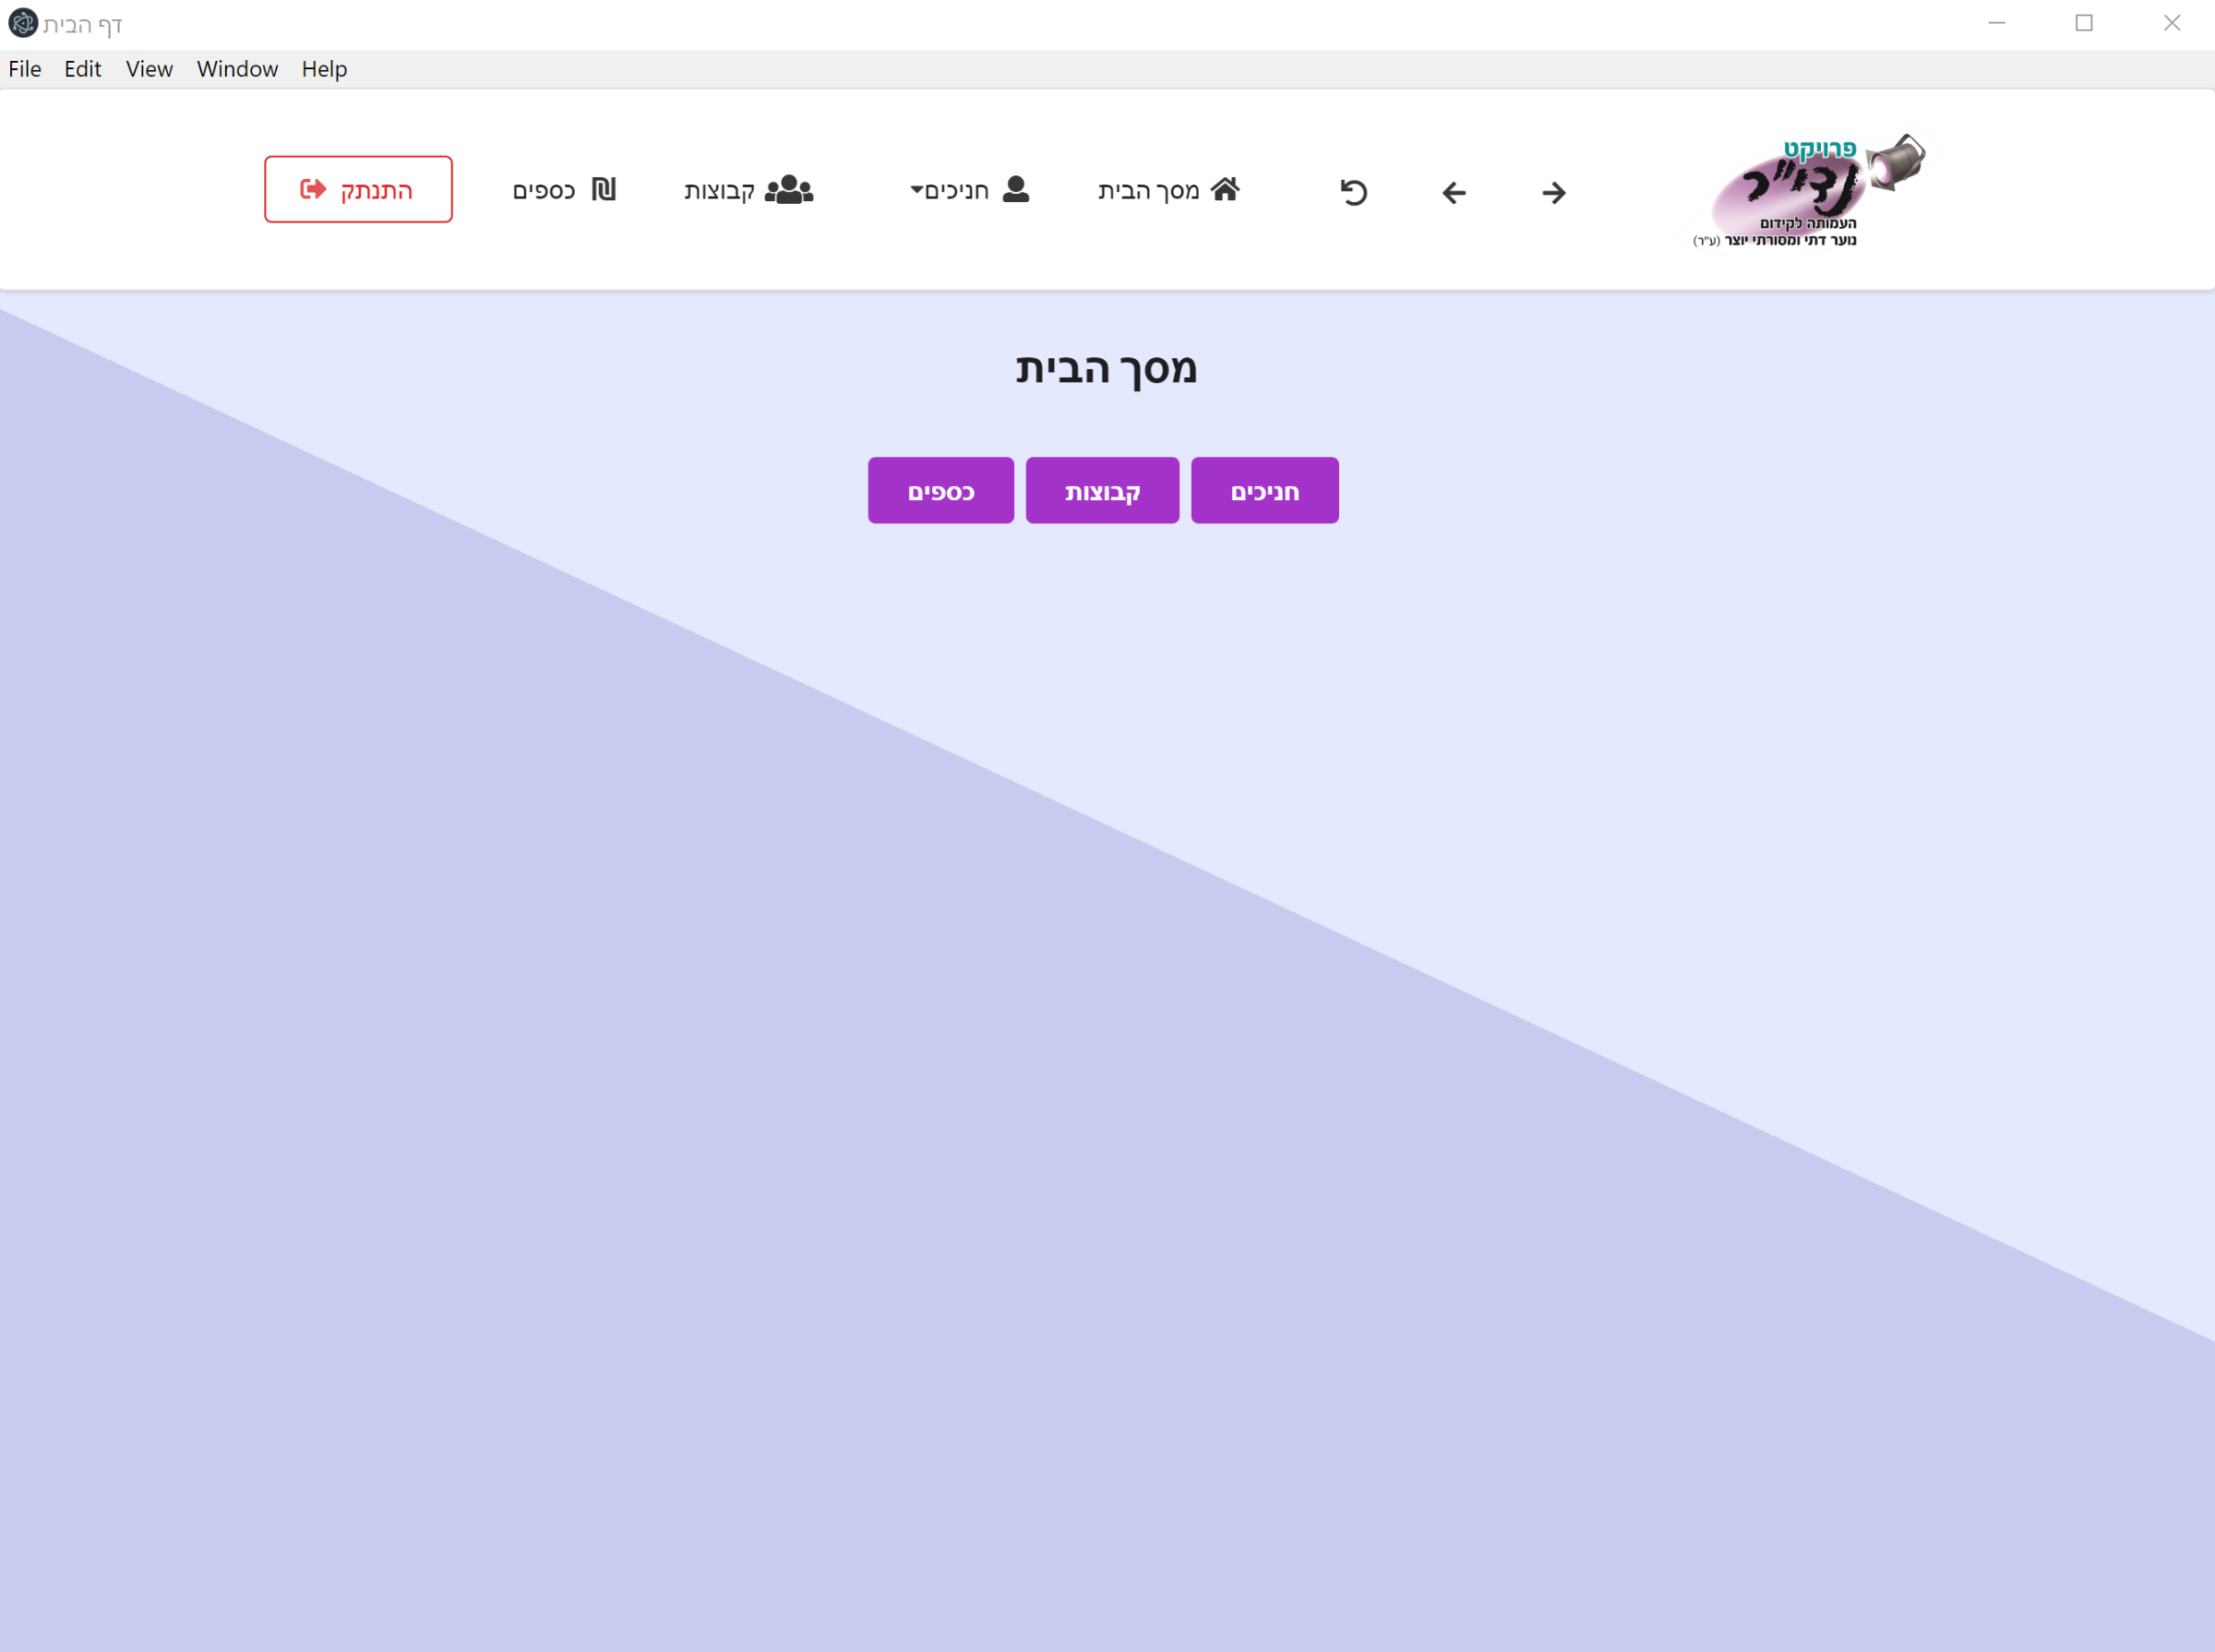 דף הבית
File Edit View Window Help
פרויקט
נדי"ר
העמותה לקידום
נוער דתי ומסורתי יוצר (ע"ר)
מסך הבית חניכים קבוצות ₪ כספים התנתק
מסך הבית
חניכים קבוצות כספים